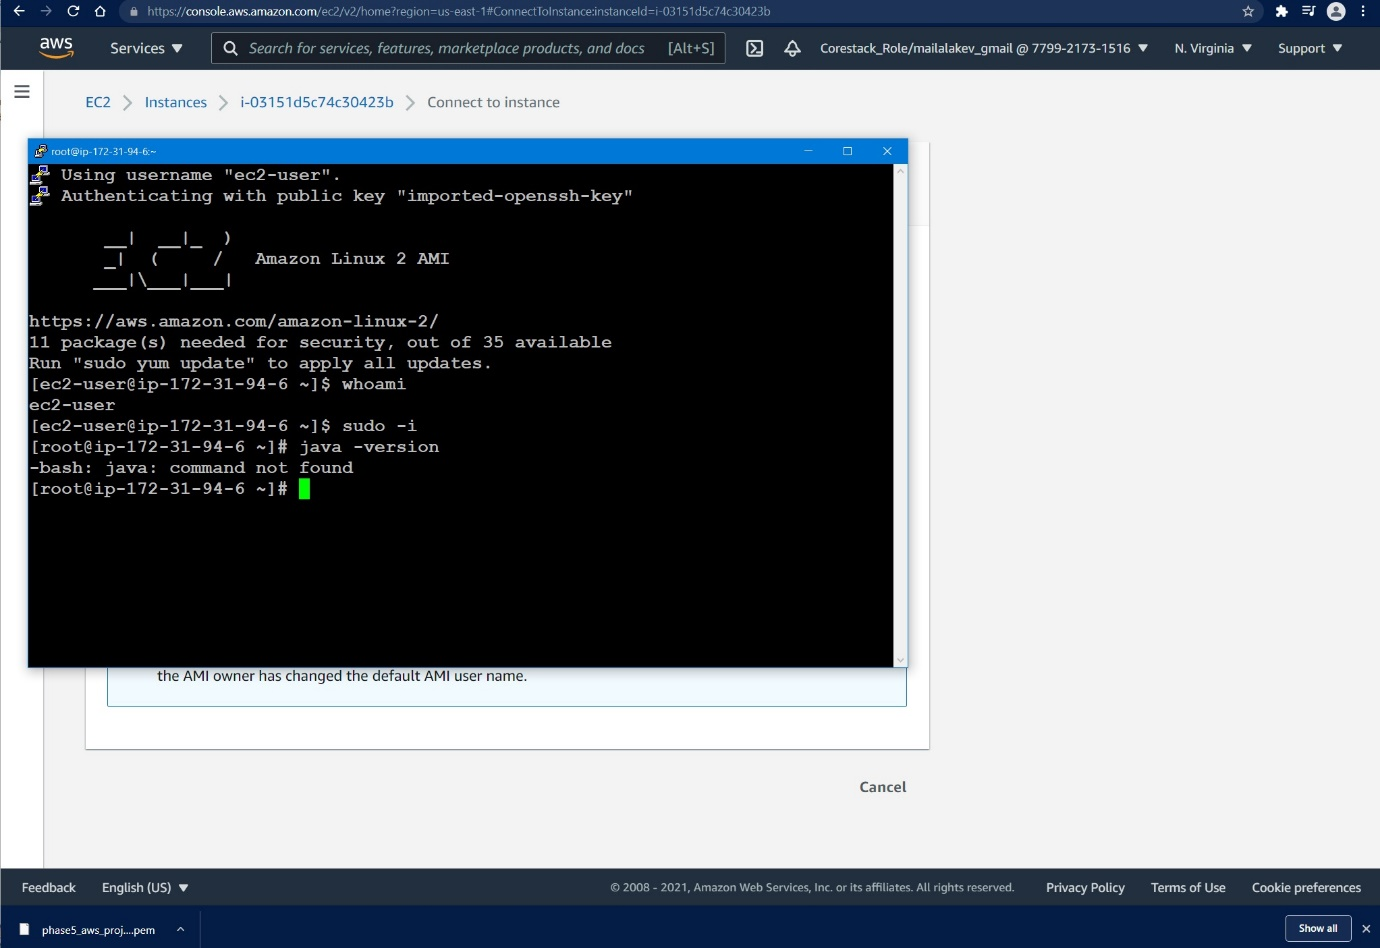 https://console.aws.amazon.com/ec2/v2/home?region=us-east-1#ConnectToInstance:instanceId=i-03151d5c74c30423b
aws Services ▼ Search for services, features, marketplace products, and docs [Alt+S] Corestack_Role/mailalakev_gmail @ 7799-2173-1516 ▼ N. Virginia ▼ Support ▼
EC2 > Instances > i-03151d5c74c30423b > Connect to instance
root@ip-172-31-94-6:~
Using username "ec2-user".
Authenticating with public key "imported-openssh-key"
__|  __|_  )
_|  (     /   Amazon Linux 2 AMI
___|\___|___|
https://aws.amazon.com/amazon-linux-2/
11 package(s) needed for security, out of 35 available
Run "sudo yum update" to apply all updates.
[ec2-user@ip-172-31-94-6 ~]$ whoami
ec2-user
[ec2-user@ip-172-31-94-6 ~]$ sudo -i
[root@ip-172-31-94-6 ~]# java -version
-bash: java: command not found
[root@ip-172-31-94-6 ~]#
the AMI owner has changed the default AMI user name.
Cancel
Feedback English (US) ▼ © 2008 - 2021, Amazon Web Services, Inc. or its affiliates. All rights reserved. Privacy Policy Terms of Use Cookie preferences
phase5_aws_proj....pem Show all